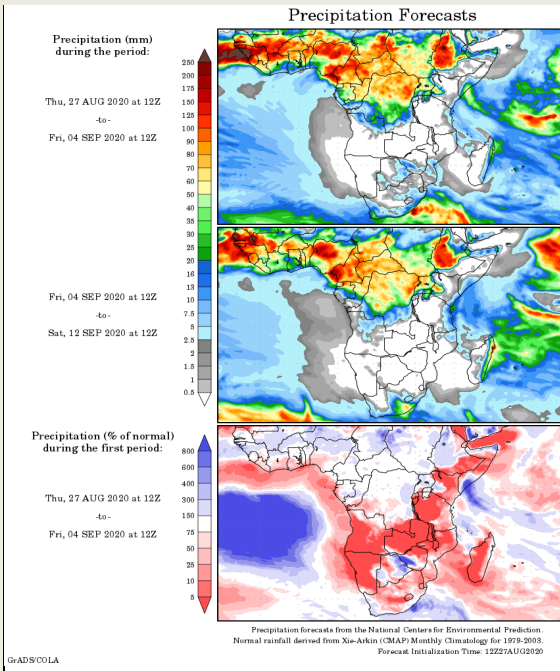 Precipitation Forecasts
Precipitation (mm)
during the period:
Thu, 27 AUG 2020 at 12Z
-to-
Fri, 04 SEP 2020 at 12Z
250
200
175
150
125
100
90
80
70
60
50
40
35
30
25
20
16
13
10
7.5
5
2.5
2
1.5
1
0.5
Fri, 04 SEP 2020 at 12Z
-to-
Sat, 12 SEP 2020 at 12Z
Precipitation (% of normal)
during the first period:
Thu, 27 AUG 2020 at 12Z
-to-
Fri, 04 SEP 2020 at 12Z
800
600
400
300
150
75
50
25
10
5
Precipitation forecasts from the National Centers for Environmental Prediction.
Normal rainfall derived from Xie-Arkin (CMAP) Monthly Climatology for 1979-2003.
Forecast Initialization Time: 12Z27AUG2020
GrADS/COLA